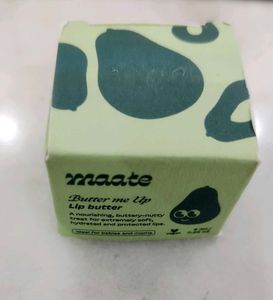 maate
Butter me Up
Lip butter
A nourishing, buttery-nutty
treat for extremely soft,
hydrated and protected lips.
Ideal for babies and moms